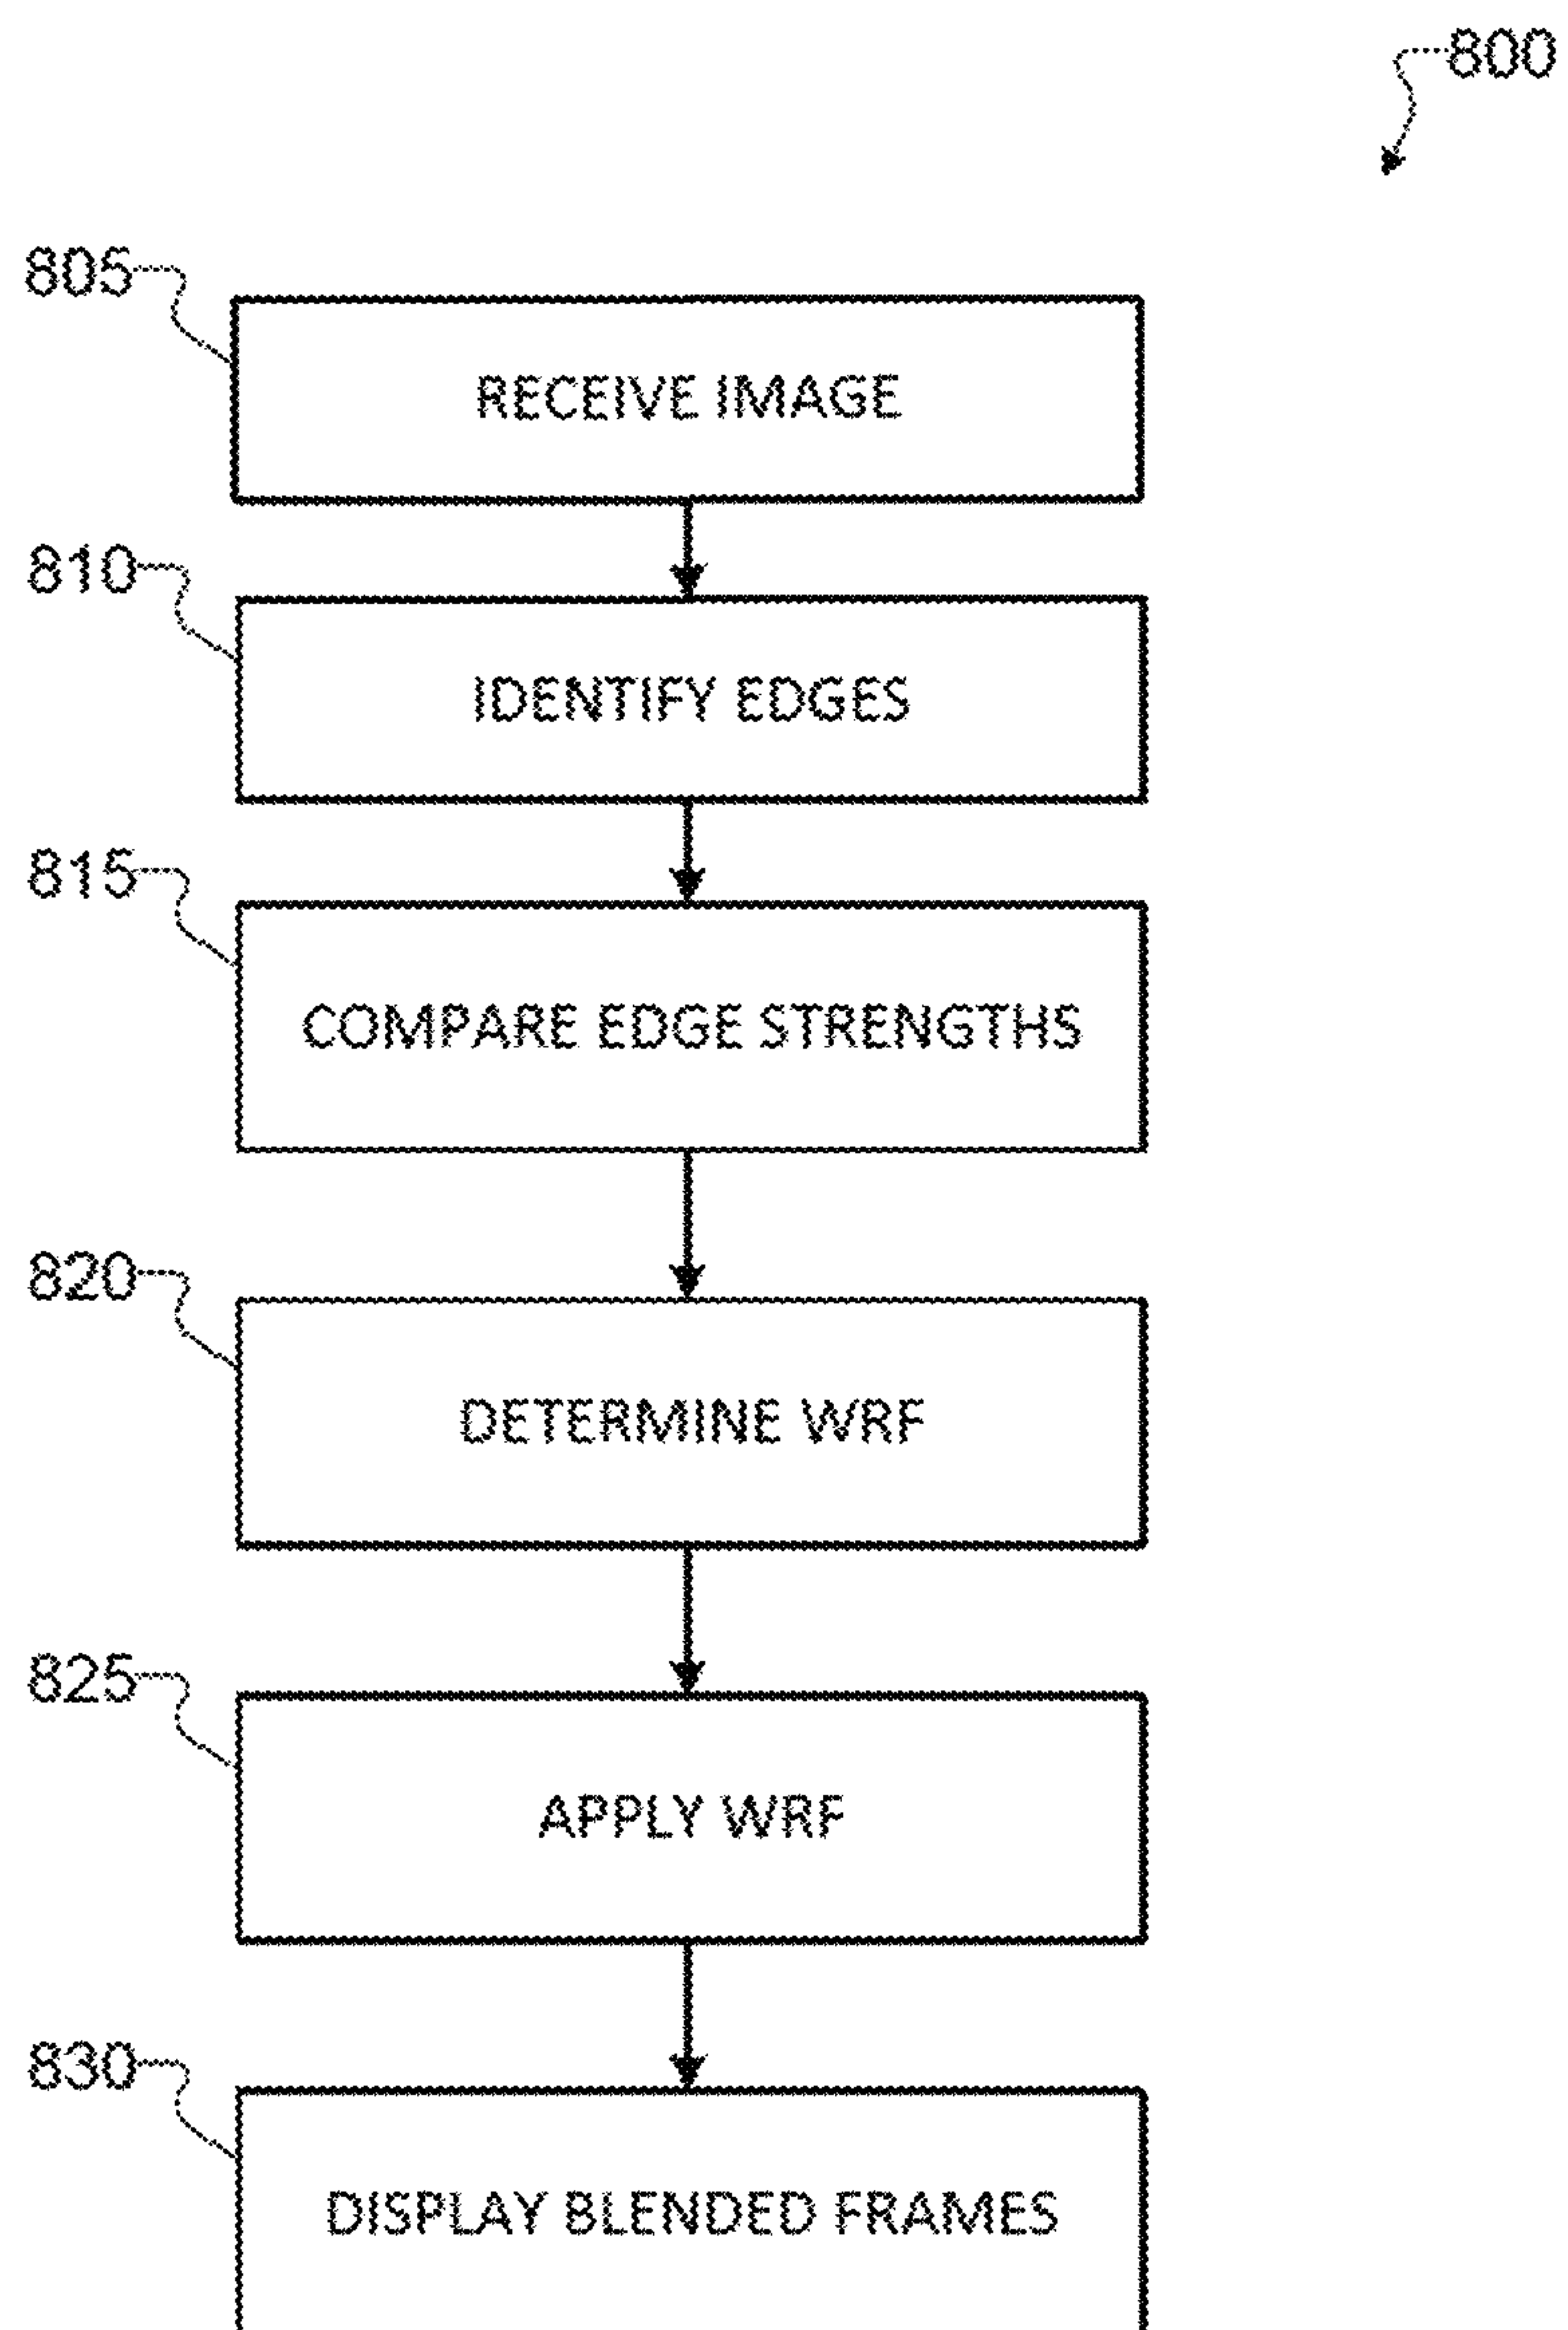 800
805
RECEIVE IMAGE
810
IDENTIFY EDGES
815
COMPARE EDGE STRENGTHS
820
DETERMINE WRF
825
APPLY WRF
830
DISPLAY BLENDED FRAMES